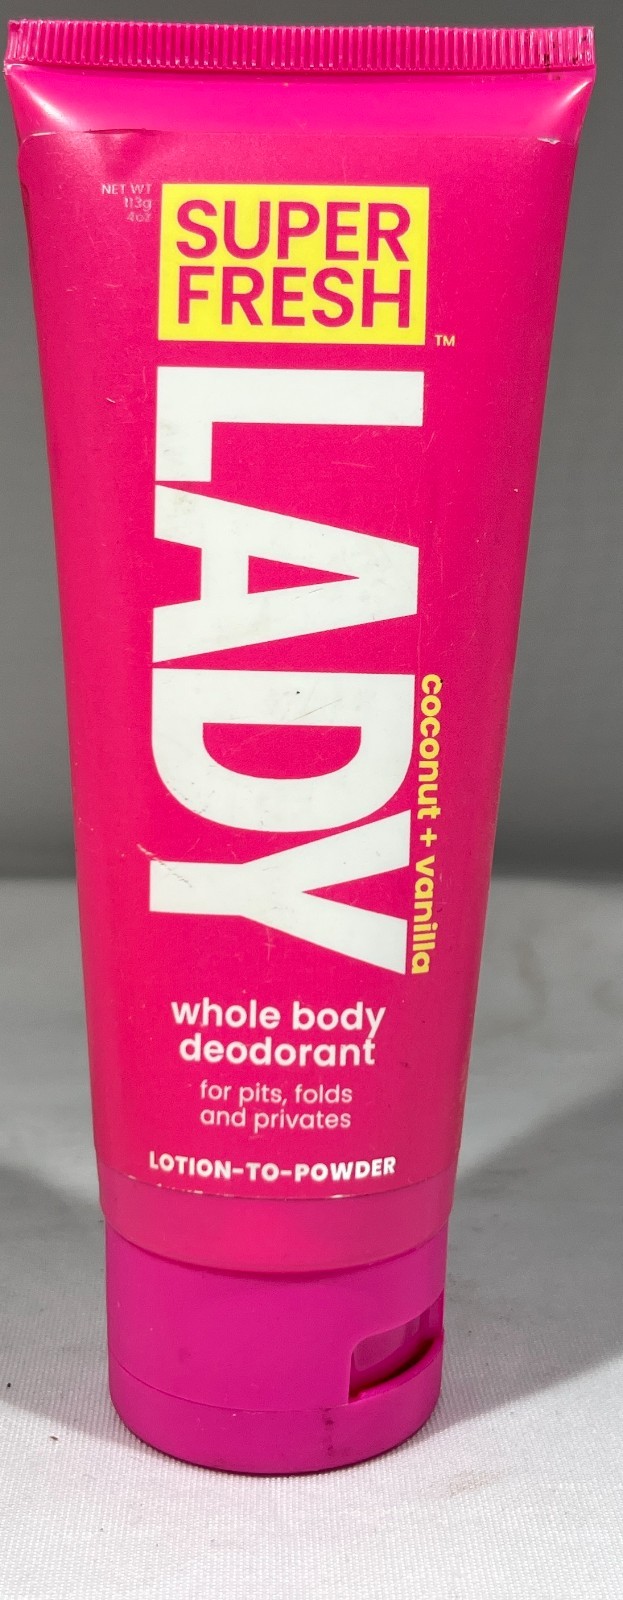 NET WT
113g
4oz
SUPER
FRESH
TM
LADY
coconut + vanilla
whole body
deodorant
for pits, folds
and privates
LOTION-TO-POWDER